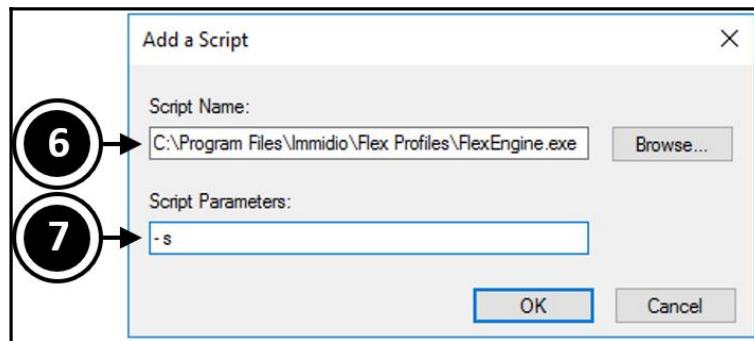 Add a Script
Script Name:
6
C:\Program Files\Immidio\Flex Profiles\FlexEngine.exe
Browse...
Script Parameters:
7
- s
OK
Cancel